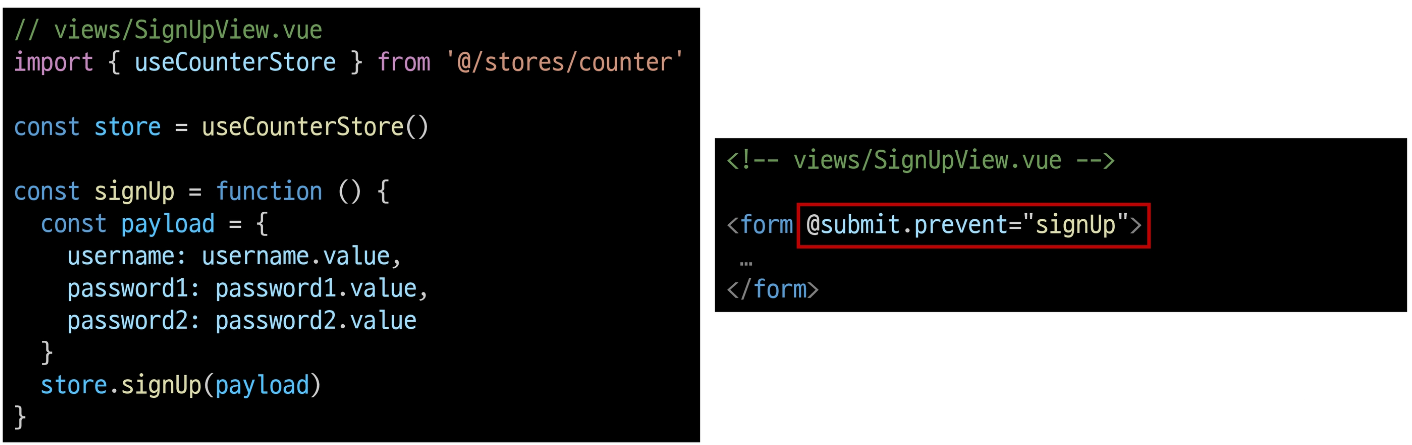 // views/SignUpView.vue
import { useCounterStore } from '@/stores/counter'
const store = useCounterStore()
const signUp = function () {
  const payload = {
    username: username.value,
    password1: password1.value,
    password2: password2.value
  }
  store.signUp(payload)
}
<!-- views/SignUpView.vue -->
<form @submit.prevent="signUp">
 …
</form>